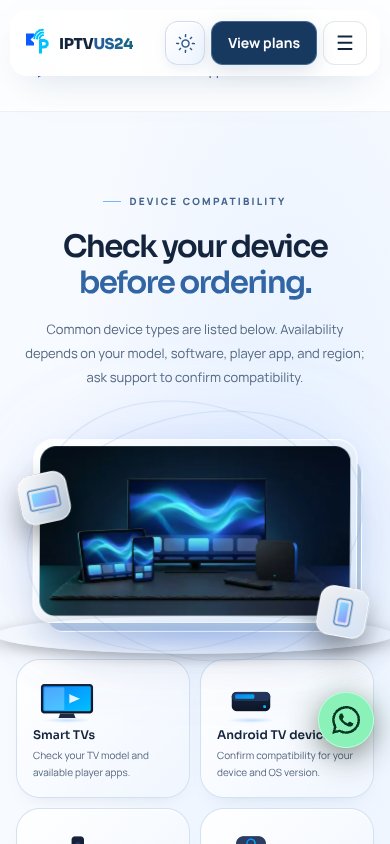 IPTVUS24
View plans
DEVICE COMPATIBILITY
Check your device
before ordering.
Common device types are listed below. Availability
depends on your model, software, player app, and region;
ask support to confirm compatibility.
Smart TVs
Check your TV model and
available player apps.
Android TV devic
Confirm compatibility for your
device and OS version.